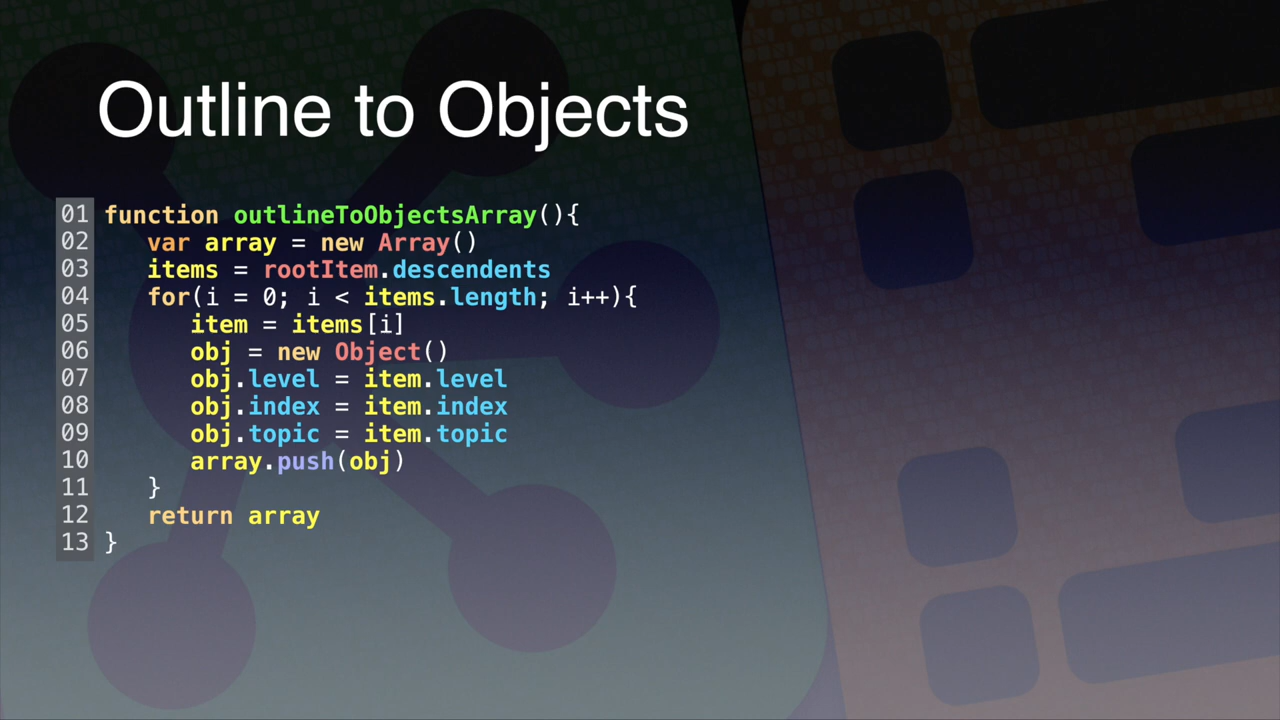 Outline to Objects
01 function outlineToObjectsArray(){
02    var array = new Array()
03    items = rootItem.descendents
04    for(i = 0; i < items.length; i++){
05       item = items[i]
06       obj = new Object()
07       obj.level = item.level
08       obj.index = item.index
09       obj.topic = item.topic
10       array.push(obj)
11    }
12    return array
13 }